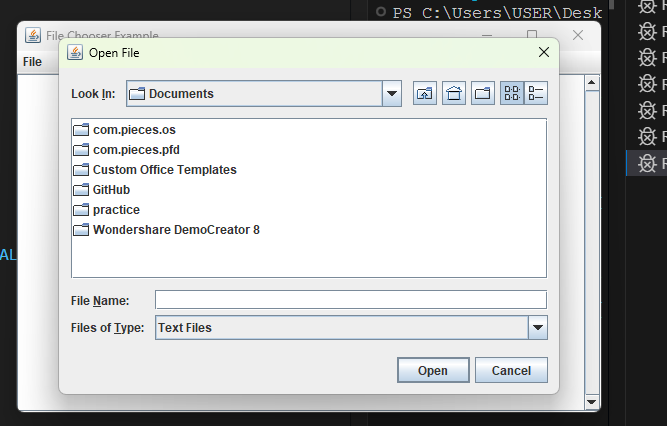 PS C:\Users\USER\Desk
File Chooser Example
File
Open File
Look In:
Documents
com.pieces.os
com.pieces.pfd
Custom Office Templates
GitHub
practice
Wondershare DemoCreator 8
File Name:
Files of Type:
Text Files
Open
Cancel
AL
R
R
R
R
R
R
R